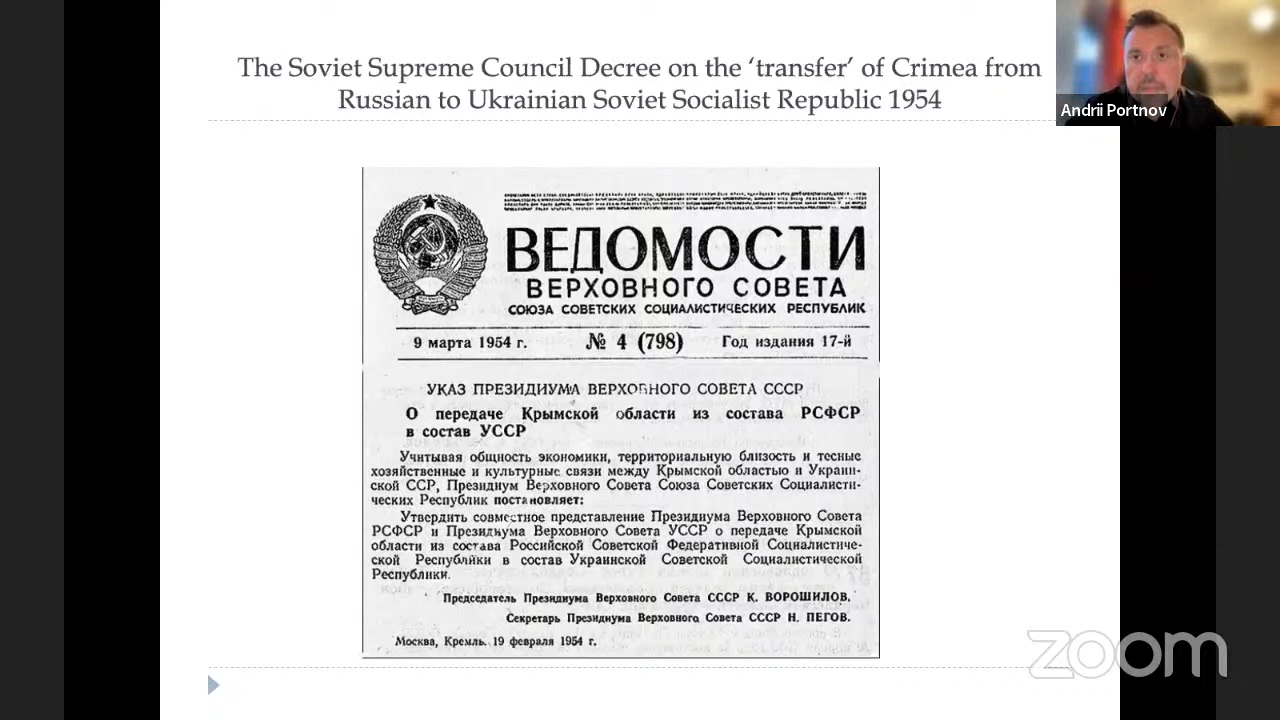 The Soviet Supreme Council Decree on the ‘transfer’ of Crimea from
Russian to Ukrainian Soviet Socialist Republic 1954
Andrii Portnov
ВЕДОМОСТИ
ВЕРХОВНОГО СОВЕТА
СОЮЗА СОВЕТСКИХ СОЦИАЛИСТИЧЕСКИХ РЕСПУБЛИК
9 марта 1954 г. № 4 (798) Год издания 17-й
УКАЗ ПРЕЗИДИУМА ВЕРХОВНОГО СОВЕТА СССР
О передаче Крымской области из состава РСФСР
в состав УССР
Учитывая общность экономики, территориальную близость и тесные
хозяйственные и культурные связи между Крымской областью и Украин-
ской ССР, Президиум Верховного Совета Союза Советских Социалисти-
ческих Республик постановляет:
Утвердить совместное представление Президиума Верховного Совета
РСФСР и Президиума Верховного Совета УССР о передаче Крымской
области из состава Российской Советской Федеративной Социалистиче-
ской Республики в состав Украинской Советской Социалистической
Республики.
Председатель Президиума Верховного Совета СССР К. ВОРОШИЛОВ.
Секретарь Президиума Верховного Совета СССР Н. ПЕГОВ.
Москва, Кремль. 19 февраля 1954 г.
zoom